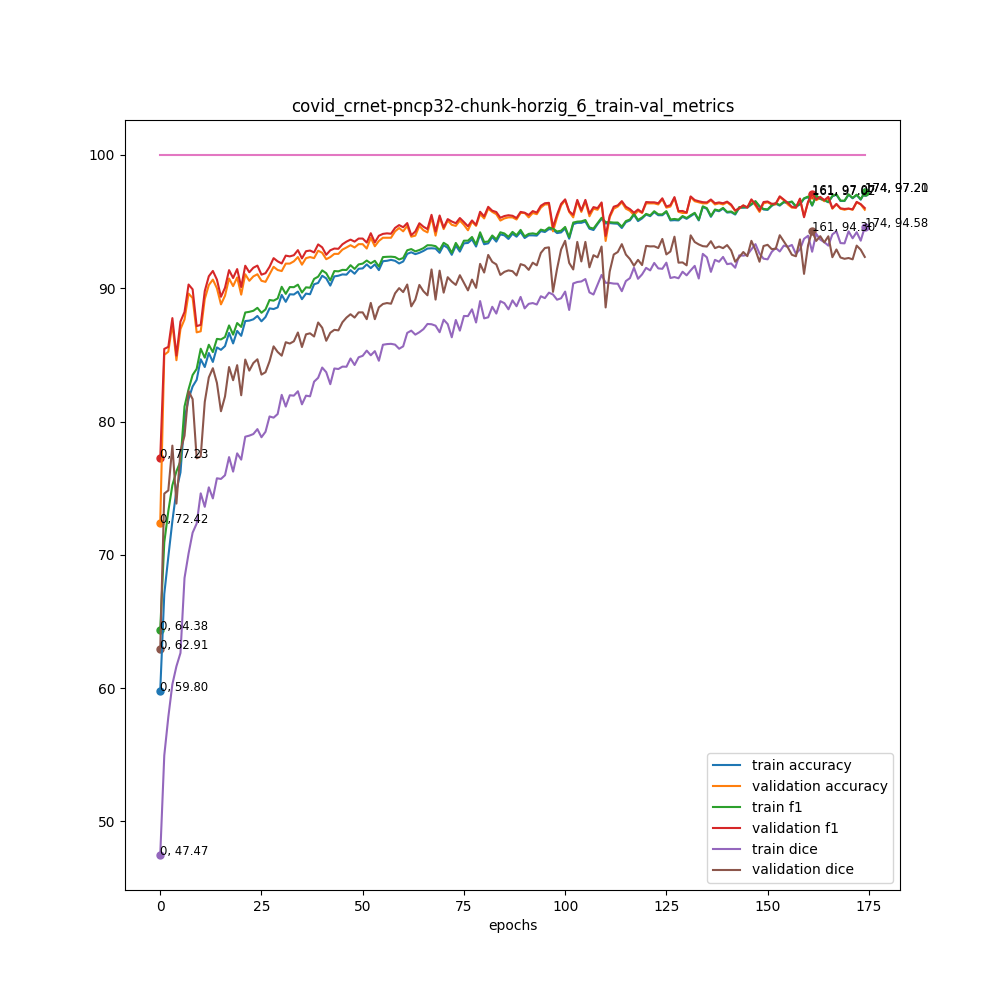 covid_crnet-pncp32-chunk-horzig_6_train-val_metrics
100
90
80
70
60
50
0, 77.23
0, 72.42
0, 64.38
0, 62.91
0, 59.80
0, 47.47
174, 97.20
161, 94.30
174, 94.58
train accuracy
validation accuracy
train f1
validation f1
train dice
validation dice
0
25
50
75
100
125
150
175
epochs